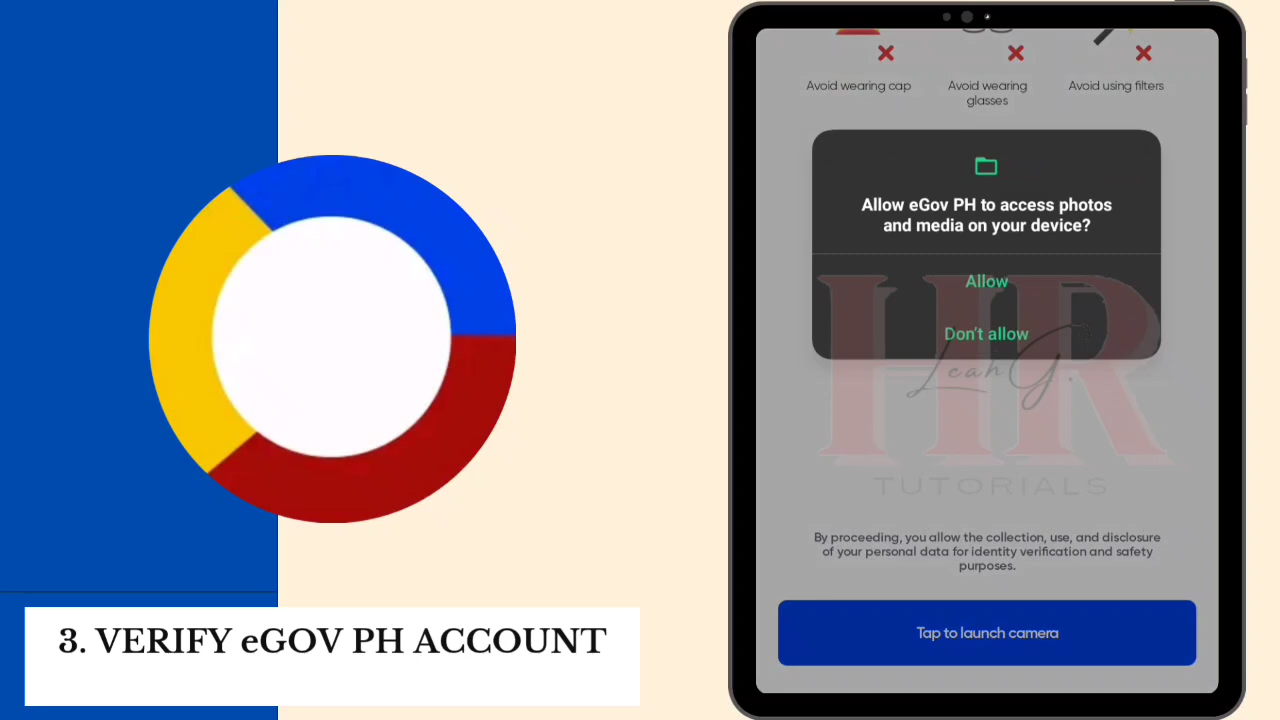 Avoid wearing cap
Avoid wearing
glasses
Avoid using filters
Allow eGov PH to access photos
and media on your device?
Allow
Don't allow
HR
Leah G.
TUTORIALS
By proceeding, you allow the collection, use, and disclosure
of your personal data for identity verification and safety
purposes.
Tap to launch camera
3. VERIFY eGOV PH ACCOUNT